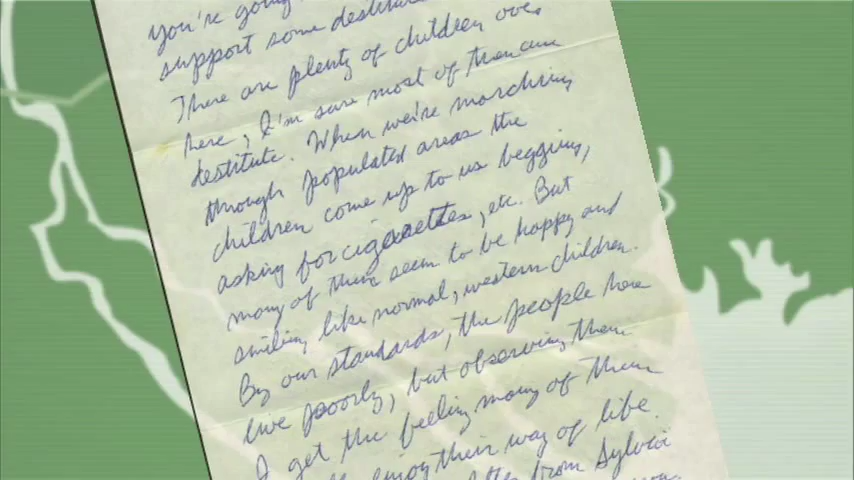 you're going
support some destitute
There are plenty of children over
here, I'm sure most of them are
destitute. When we're marching
through populated areas the
children come up to us begging,
asking for cigarettes, etc. But
many of them seem to be happy and
smiling like normal, western children.
By our standards, the people here
live poorly, but observing them
I get the feeling many of them
enjoy their way of life.
from Sylvia